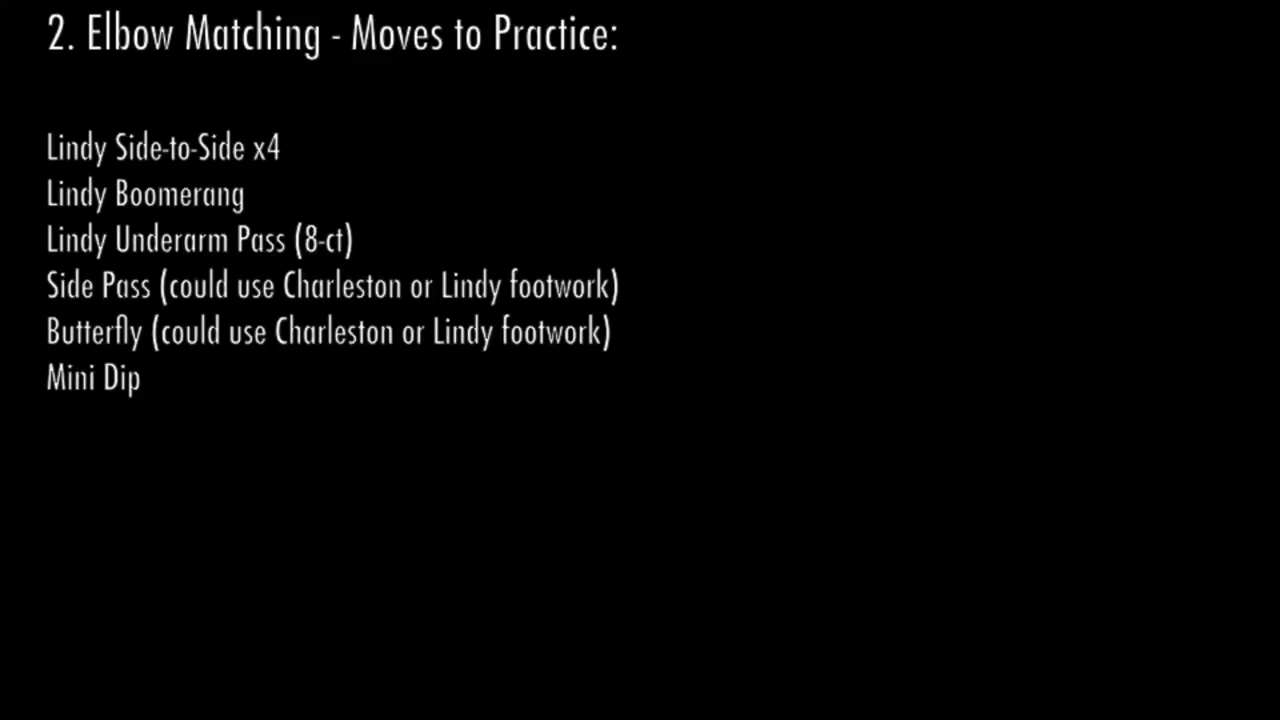 2. Elbow Matching - Moves to Practice:
Lindy Side-to-Side x4
Lindy Boomerang
Lindy Underarm Pass (8-ct)
Side Pass (could use Charleston or Lindy footwork)
Butterfly (could use Charleston or Lindy footwork)
Mini Dip